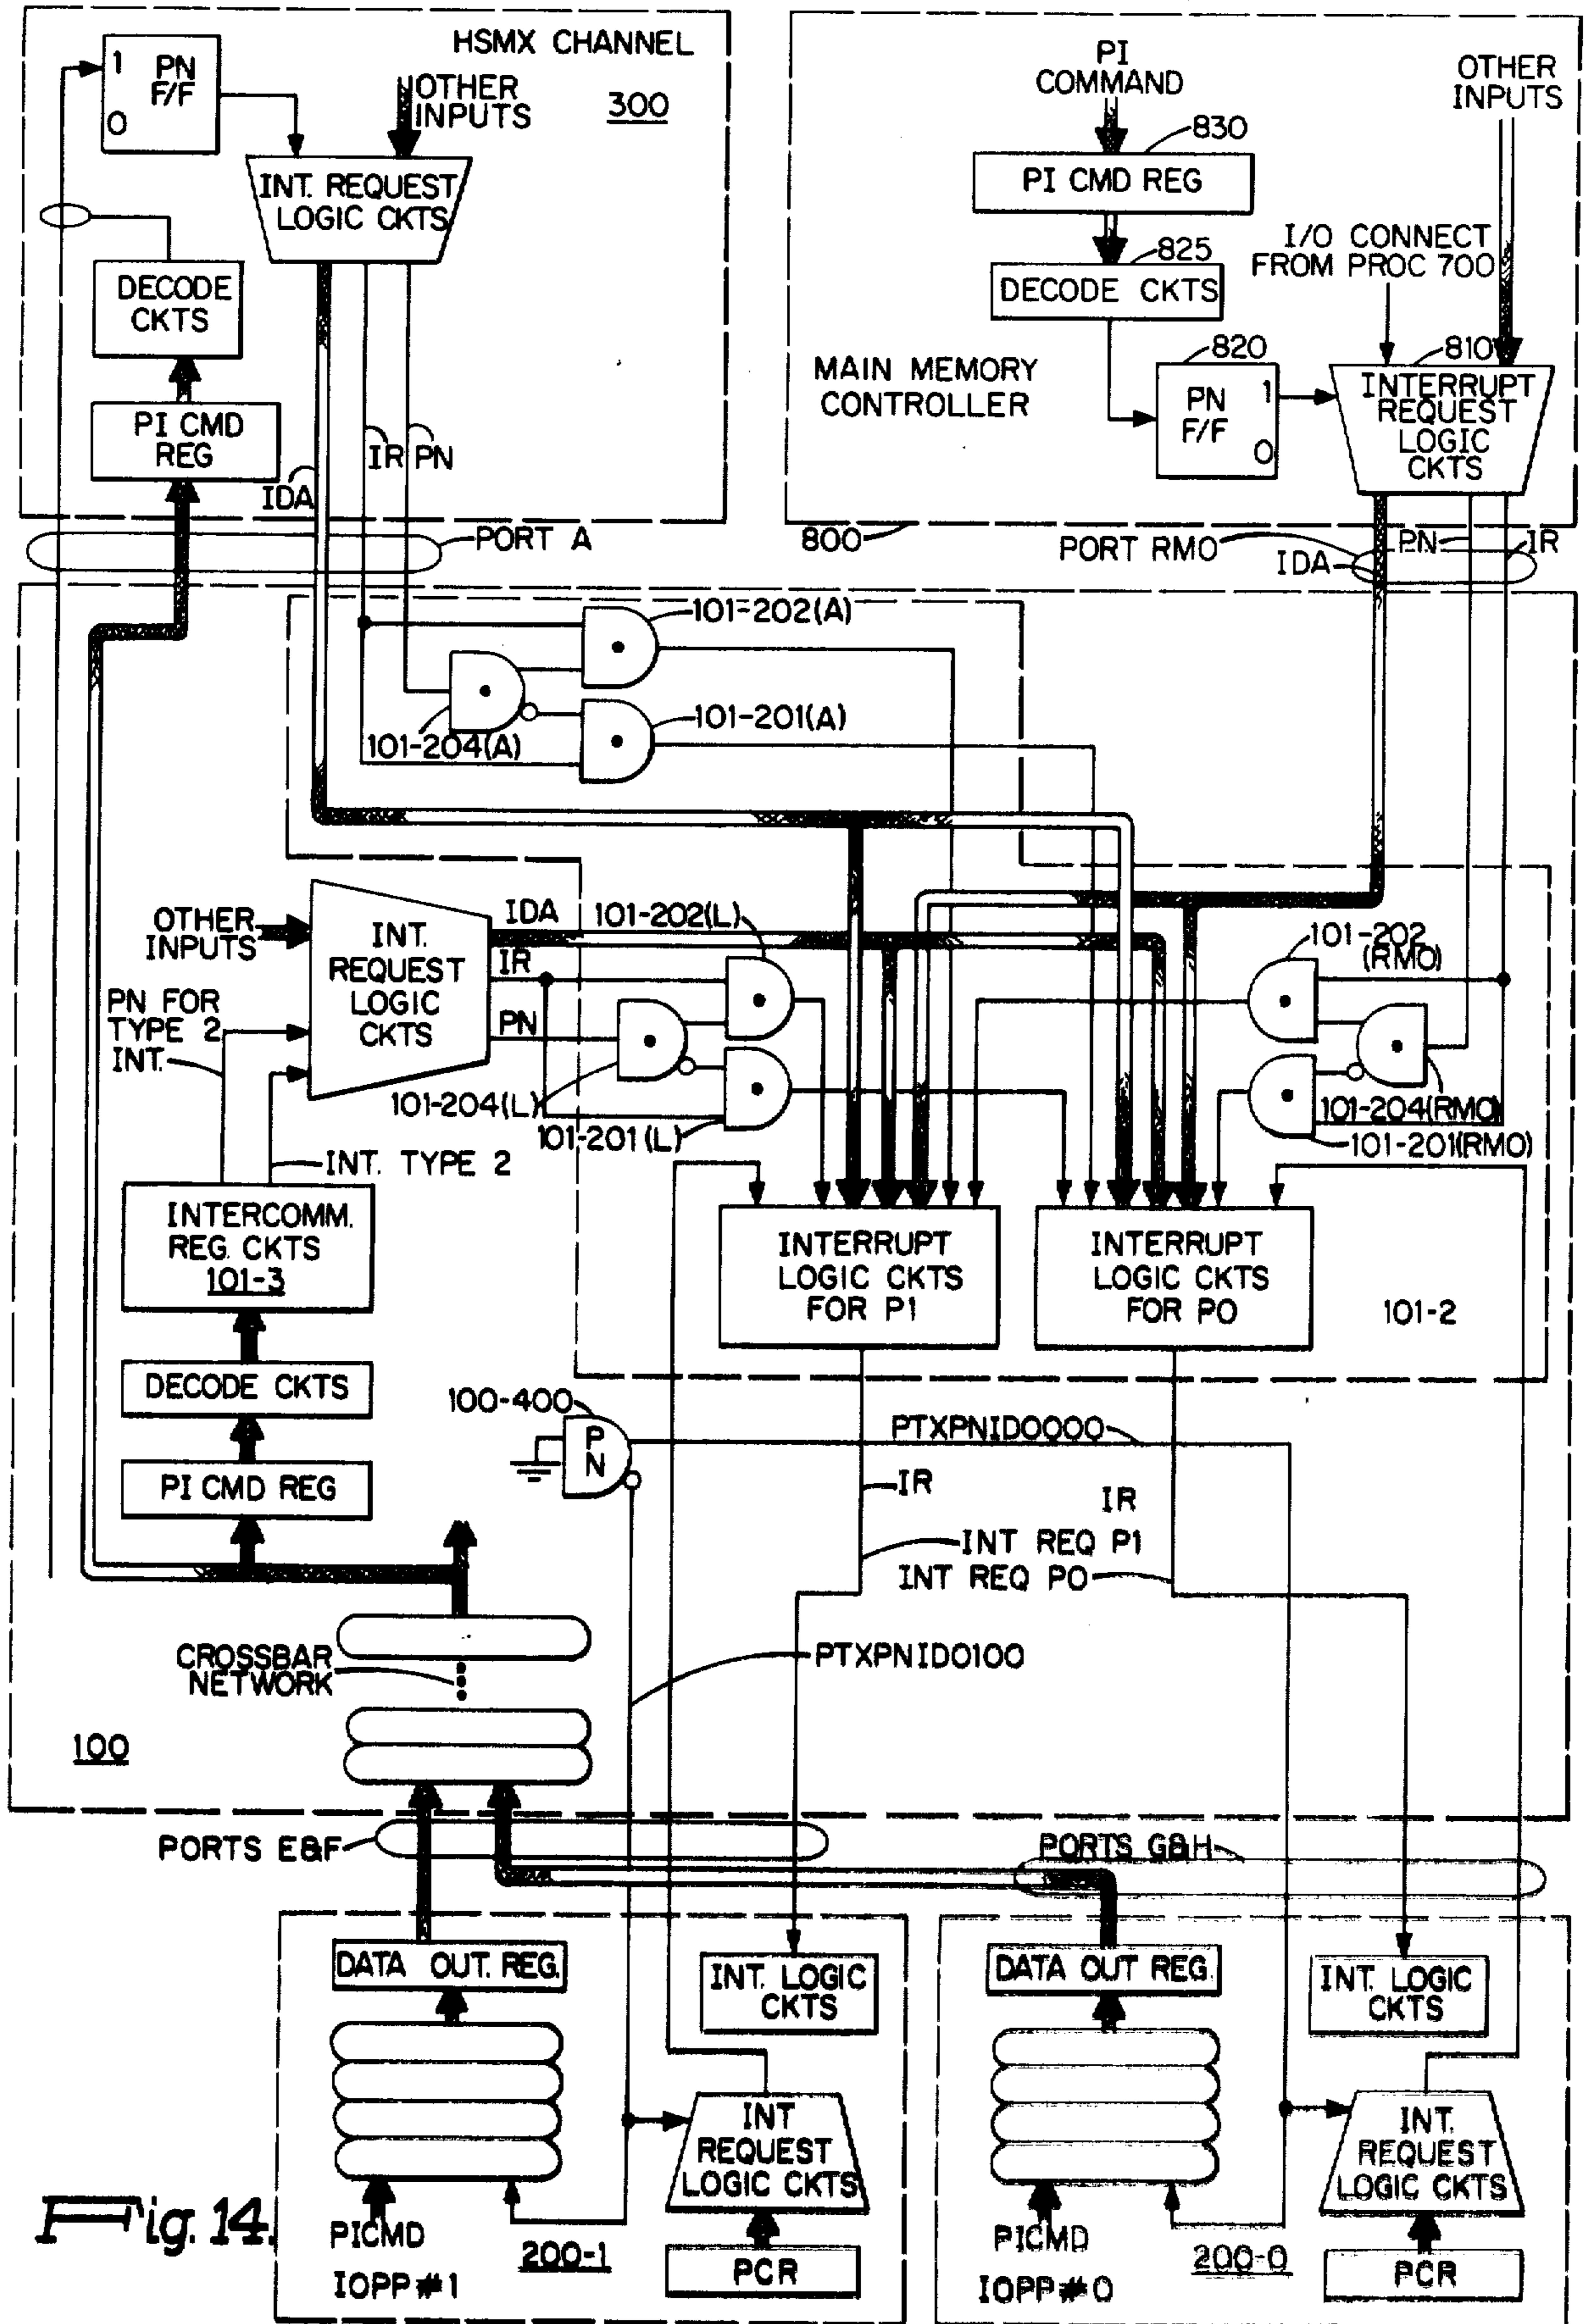 HSMX CHANNEL
300
1
PN
F/F
0
OTHER
INPUTS
INT. REQUEST
LOGIC CKTS
DECODE
CKTS
PI CMD
REG
IDA
IR
PN
PORT A
PI
COMMAND
830
PI CMD REG
825
DECODE CKTS
OTHER
INPUTS
I/O CONNECT
FROM PROC 700
820
PN
F/F
1
0
810
INTERRUPT
REQUEST
LOGIC
CKTS
MAIN MEMORY
CONTROLLER
800
PORT RMO
IDA
PN
IR
101-202(A)
101-204(A)
101-201(A)
OTHER
INPUTS
PN FOR
TYPE 2
INT.
INT.
REQUEST
LOGIC
CKTS
IDA
IR
PN
101-202(L)
101-204(L)
101-201(L)
101-202
(RMO)
101-204(RMO)
101-201(RMO)
INT. TYPE 2
INTERCOMM.
REG. CKTS
101-3
DECODE CKTS
PI CMD REG
INTERRUPT
LOGIC CKTS
FOR P1
INTERRUPT
LOGIC CKTS
FOR PO
101-2
100-400
P
N
PTXPNID0000
IR
IR
INT REQ P1
INT REQ PO
PTXPNID0100
CROSSBAR
NETWORK
100
PORTS E&F
PORTS G&H
DATA OUT. REG.
INT. LOGIC
CKTS
INT
REQUEST
LOGIC CKTS
PCR
PICMD
200-1
IOPP#1
DATA OUT REG.
INT. LOGIC
CKTS
INT.
REQUEST
LOGIC CKTS
PCR
PICMD
200-0
IOPP#0
Fig. 14.